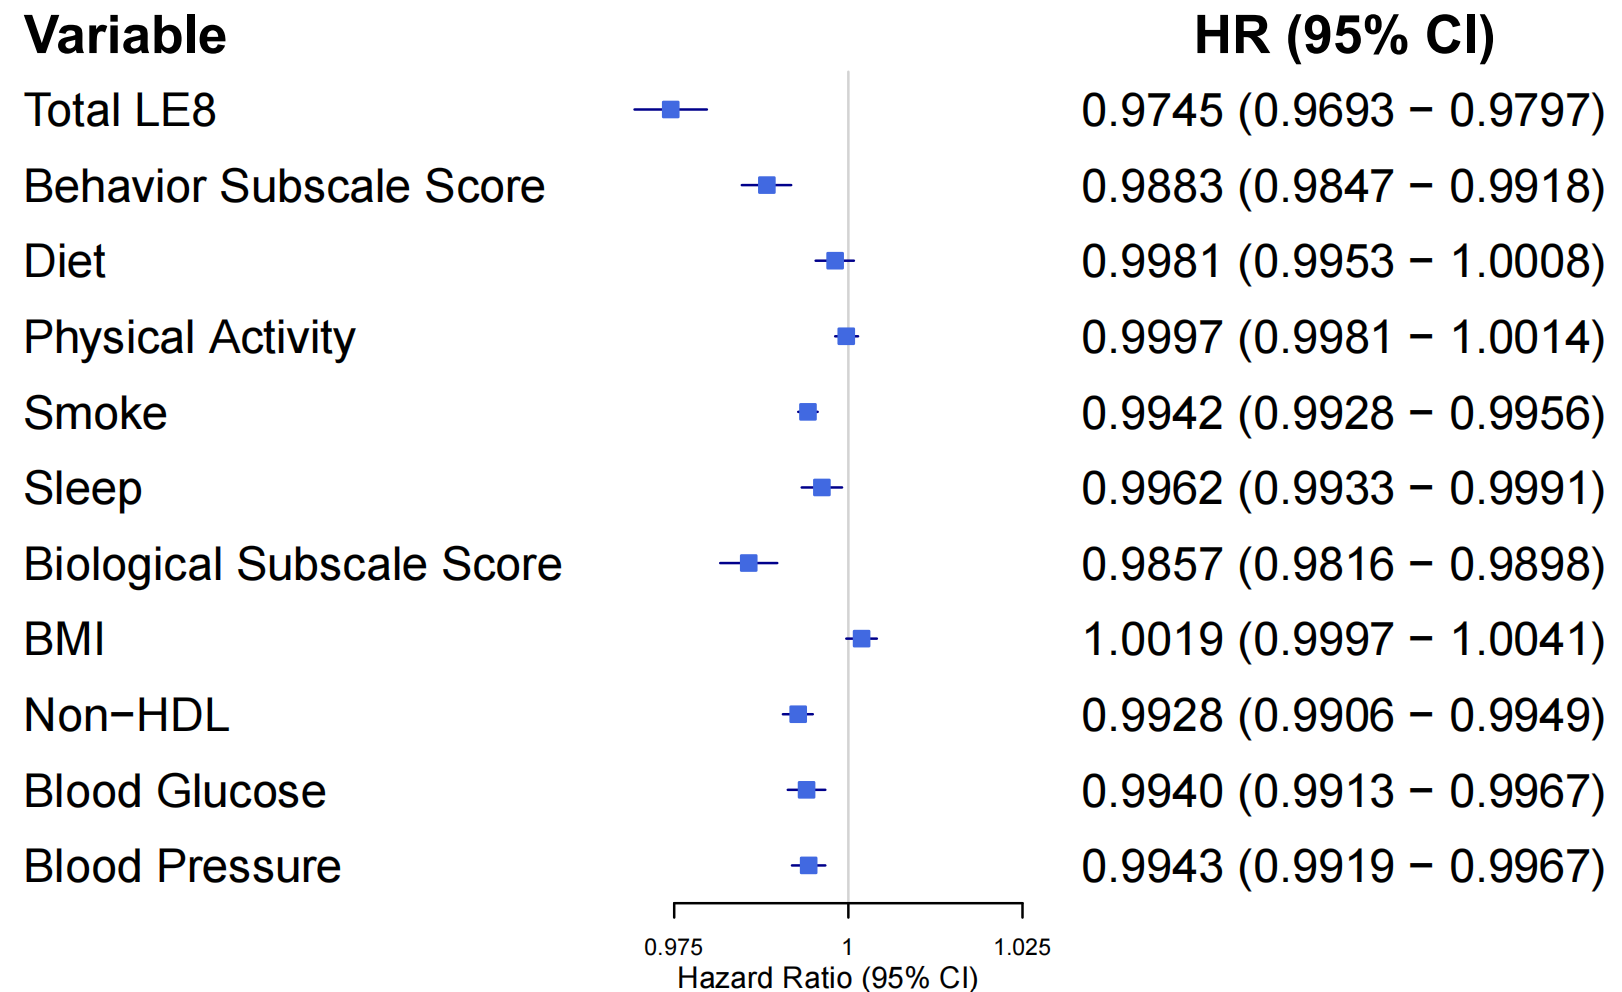 Variable HR (95% CI)
Total LE8 0.9745 (0.9693 − 0.9797)
Behavior Subscale Score 0.9883 (0.9847 − 0.9918)
Diet 0.9981 (0.9953 − 1.0008)
Physical Activity 0.9997 (0.9981 − 1.0014)
Smoke 0.9942 (0.9928 − 0.9956)
Sleep 0.9962 (0.9933 − 0.9991)
Biological Subscale Score 0.9857 (0.9816 − 0.9898)
BMI 1.0019 (0.9997 − 1.0041)
Non−HDL 0.9928 (0.9906 − 0.9949)
Blood Glucose 0.9940 (0.9913 − 0.9967)
Blood Pressure 0.9943 (0.9919 − 0.9967)
0.975 1 1.025
Hazard Ratio (95% CI)